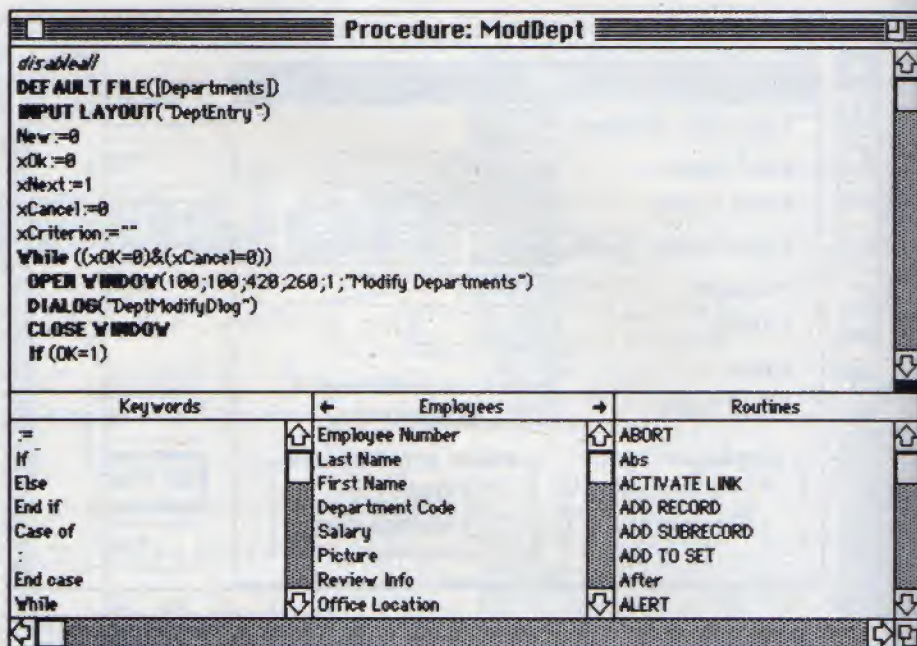 Procedure: ModDept
disableall
DEFAULT FILE([Departments])
INPUT LAYOUT("DeptEntry")
New:=0
xOk:=0
xNext:=1
xCancel:=0
xCriterion:=""
While ((xOK=0)&(xCancel=0))
OPEN WINDOW(100;100;420;260;1;"Modify Departments")
DIALOG("DeptModifyDlog")
CLOSE WINDOW
If (OK=1)
Keywords
:=
If
Else
End if
Case of
:
End case
While
← Employees →
Employee Number
Last Name
First Name
Department Code
Salary
Picture
Review Info
Office Location
Routines
ABORT
Abs
ACTIVATE LINK
ADD RECORD
ADD SUBRECORD
ADD TO SET
After
ALERT